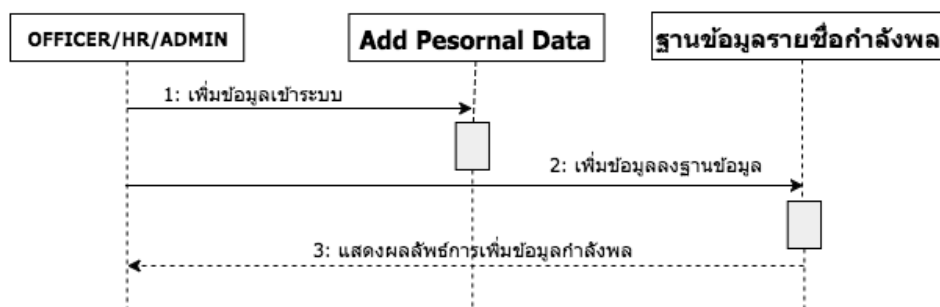 OFFICER/HR/ADMIN
Add Pesornal Data
ฐานข้อมูลรายชื่อกำลังพล
1: เพิ่มข้อมูลเข้าระบบ
2: เพิ่มข้อมูลลงฐานข้อมูล
3: แสดงผลลัพธ์การเพิ่มข้อมูลกำลังพล